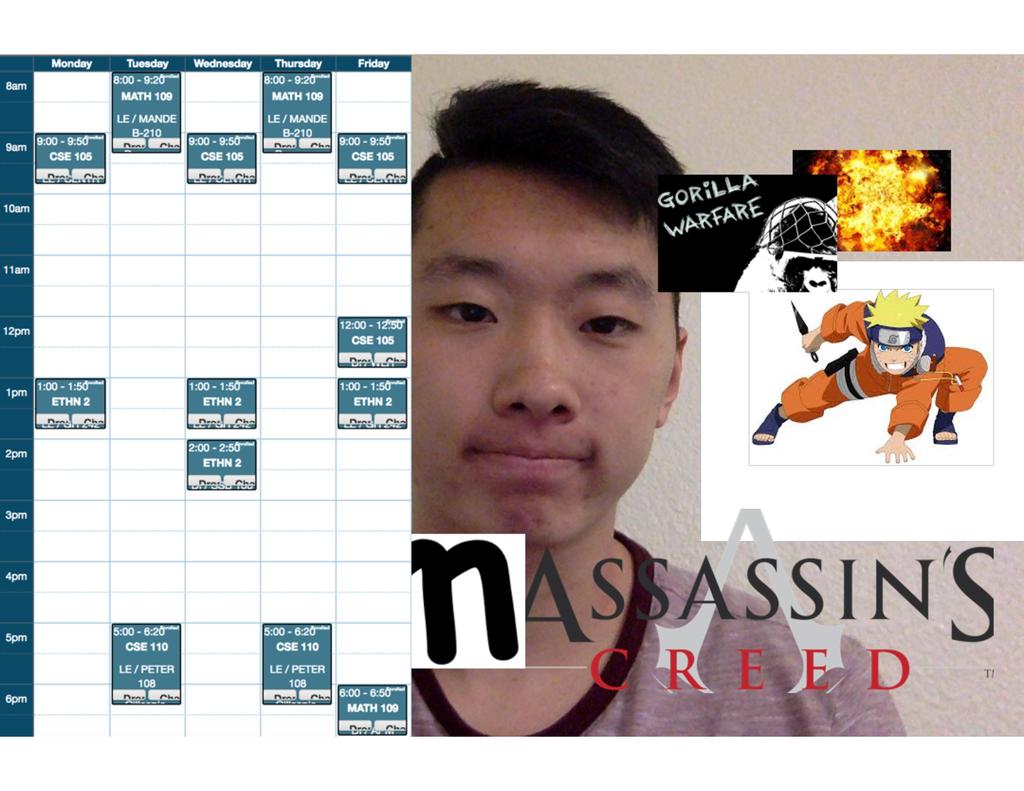 Monday Tuesday Wednesday Thursday Friday
8am
8:00 - 9:20
MATH 109
LE / MANDE
B-210
8:00 - 9:20
MATH 109
LE / MANDE
B-210
9am
9:00 - 9:50
CSE 105
9:00 - 9:50
CSE 105
9:00 - 9:50
CSE 105
10am
11am
12pm
12:00 - 12:50
CSE 105
1pm
1:00 - 1:50
ETHN 2
1:00 - 1:50
ETHN 2
1:00 - 1:50
ETHN 2
2pm
2:00 - 2:50
ETHN 2
3pm
4pm
5pm
5:00 - 6:20
CSE 110
LE / PETER
108
5:00 - 6:20
CSE 110
LE / PETER
108
6pm
6:00 - 6:50
MATH 109
GORILLA
WARFARE
n
ASSASSIN'S
CREED